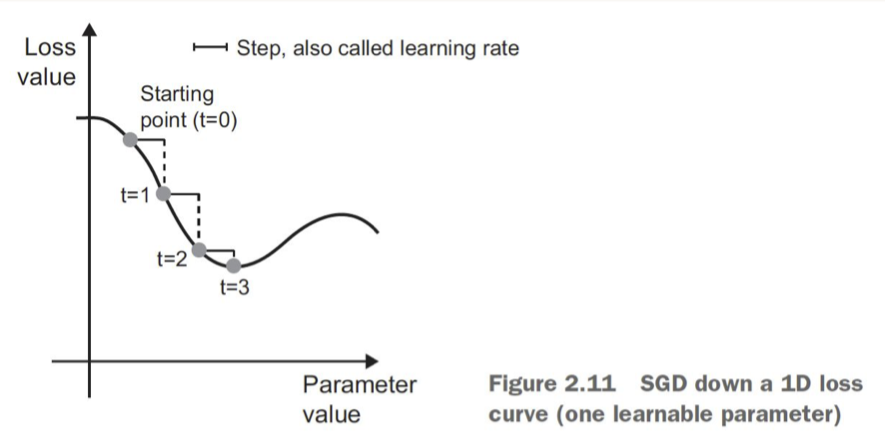 Loss
value
Step, also called learning rate
Starting
point (t=0)
t=1
t=2
t=3
Parameter
value
Figure 2.11 SGD down a 1D loss
curve (one learnable parameter)